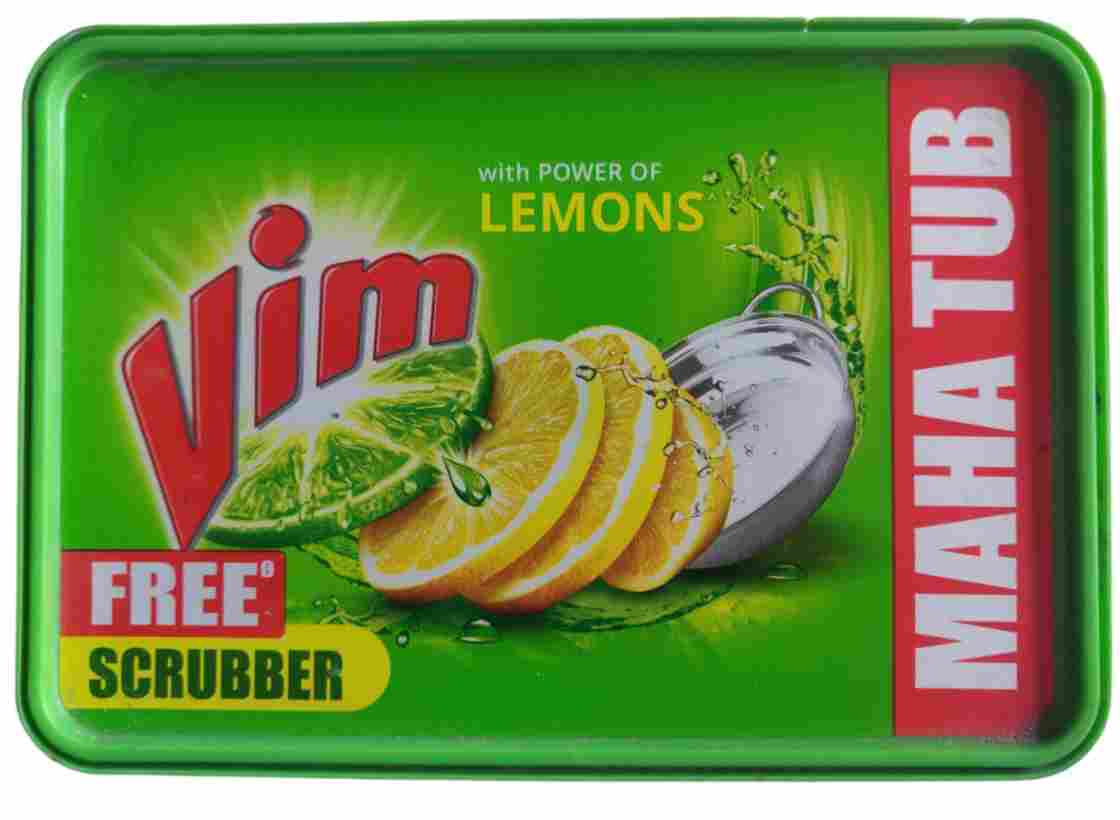 Vim
with POWER OF
LEMONS^
FREE
SCRUBBER
MAHA TUB